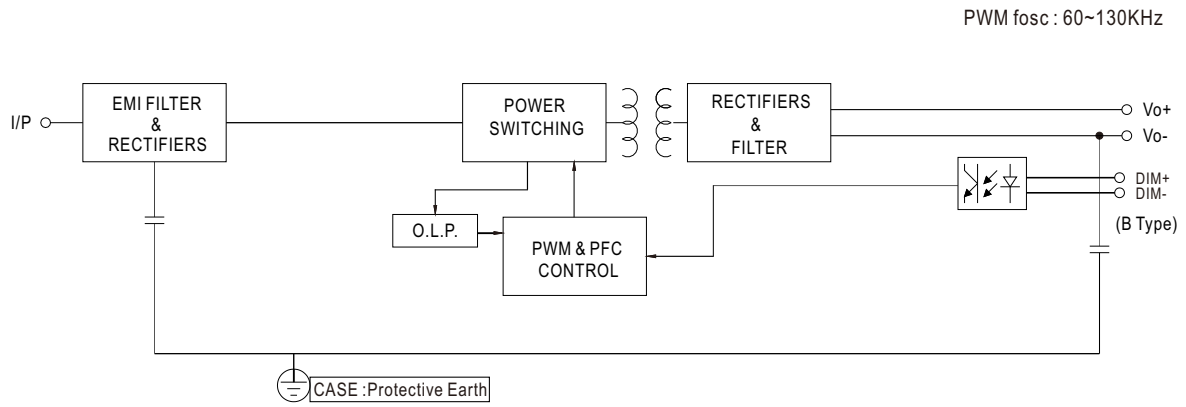 PWM fosc : 60~130KHz
I/P
EMI FILTER
&
RECTIFIERS
POWER
SWITCHING
RECTIFIERS
&
FILTER
Vo+
Vo-
DIM+
DIM-
(B Type)
O.L.P.
PWM & PFC
CONTROL
CASE :Protective Earth